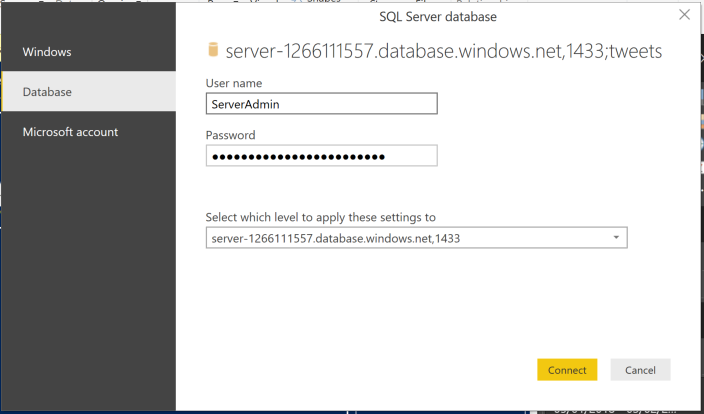 SQL Server database
Windows
Database
Microsoft account
server-1266111557.database.windows.net,1433;tweets
User name
ServerAdmin
Password
Select which level to apply these settings to
server-1266111557.database.windows.net,1433
Connect
Cancel